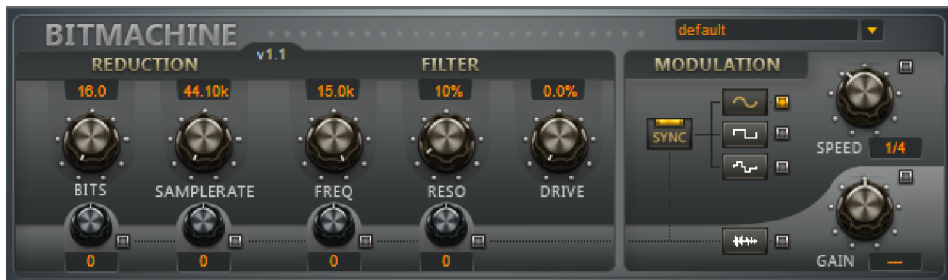 BITMACHINE
default
v1.1
REDUCTION
FILTER
MODULATION
16.0
44.10k
15.0k
10%
0.0%
SYNC
SPEED 1/4
BITS
SAMPLERATE
FREQ
RESO
DRIVE
0
0
0
0
GAIN —